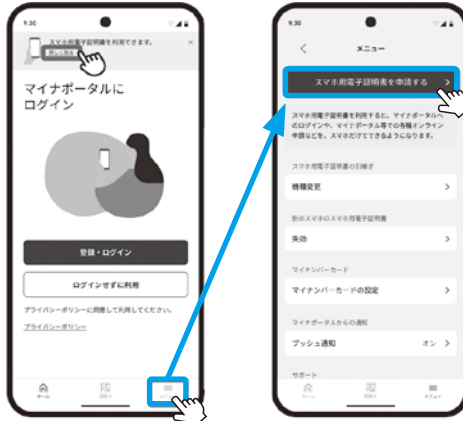 9:30
スマホ用電子証明書を利用できます。
詳しく見る
×
マイナポータルに
ログイン
登録・ログイン
ログインせずに利用
プライバシーポリシーに同意して利用してください。
プライバシーポリシー
ホーム
メニュー
9:30
メニュー
スマホ用電子証明書を申請する
スマホ用電子証明書を利用すると、マイナポータルへ
のログインや、マイナポータル等での各種オンライン
申請などを、スマホだけでできるようになります。
スマホ用電子証明書の引継ぎ
機種変更
別のスマホのスマホ用電子証明書
失効
マイナンバーカード
マイナンバーカードの設定
マイナポータルからの通知
プッシュ通知
オン
サポート
ホーム
メニュー